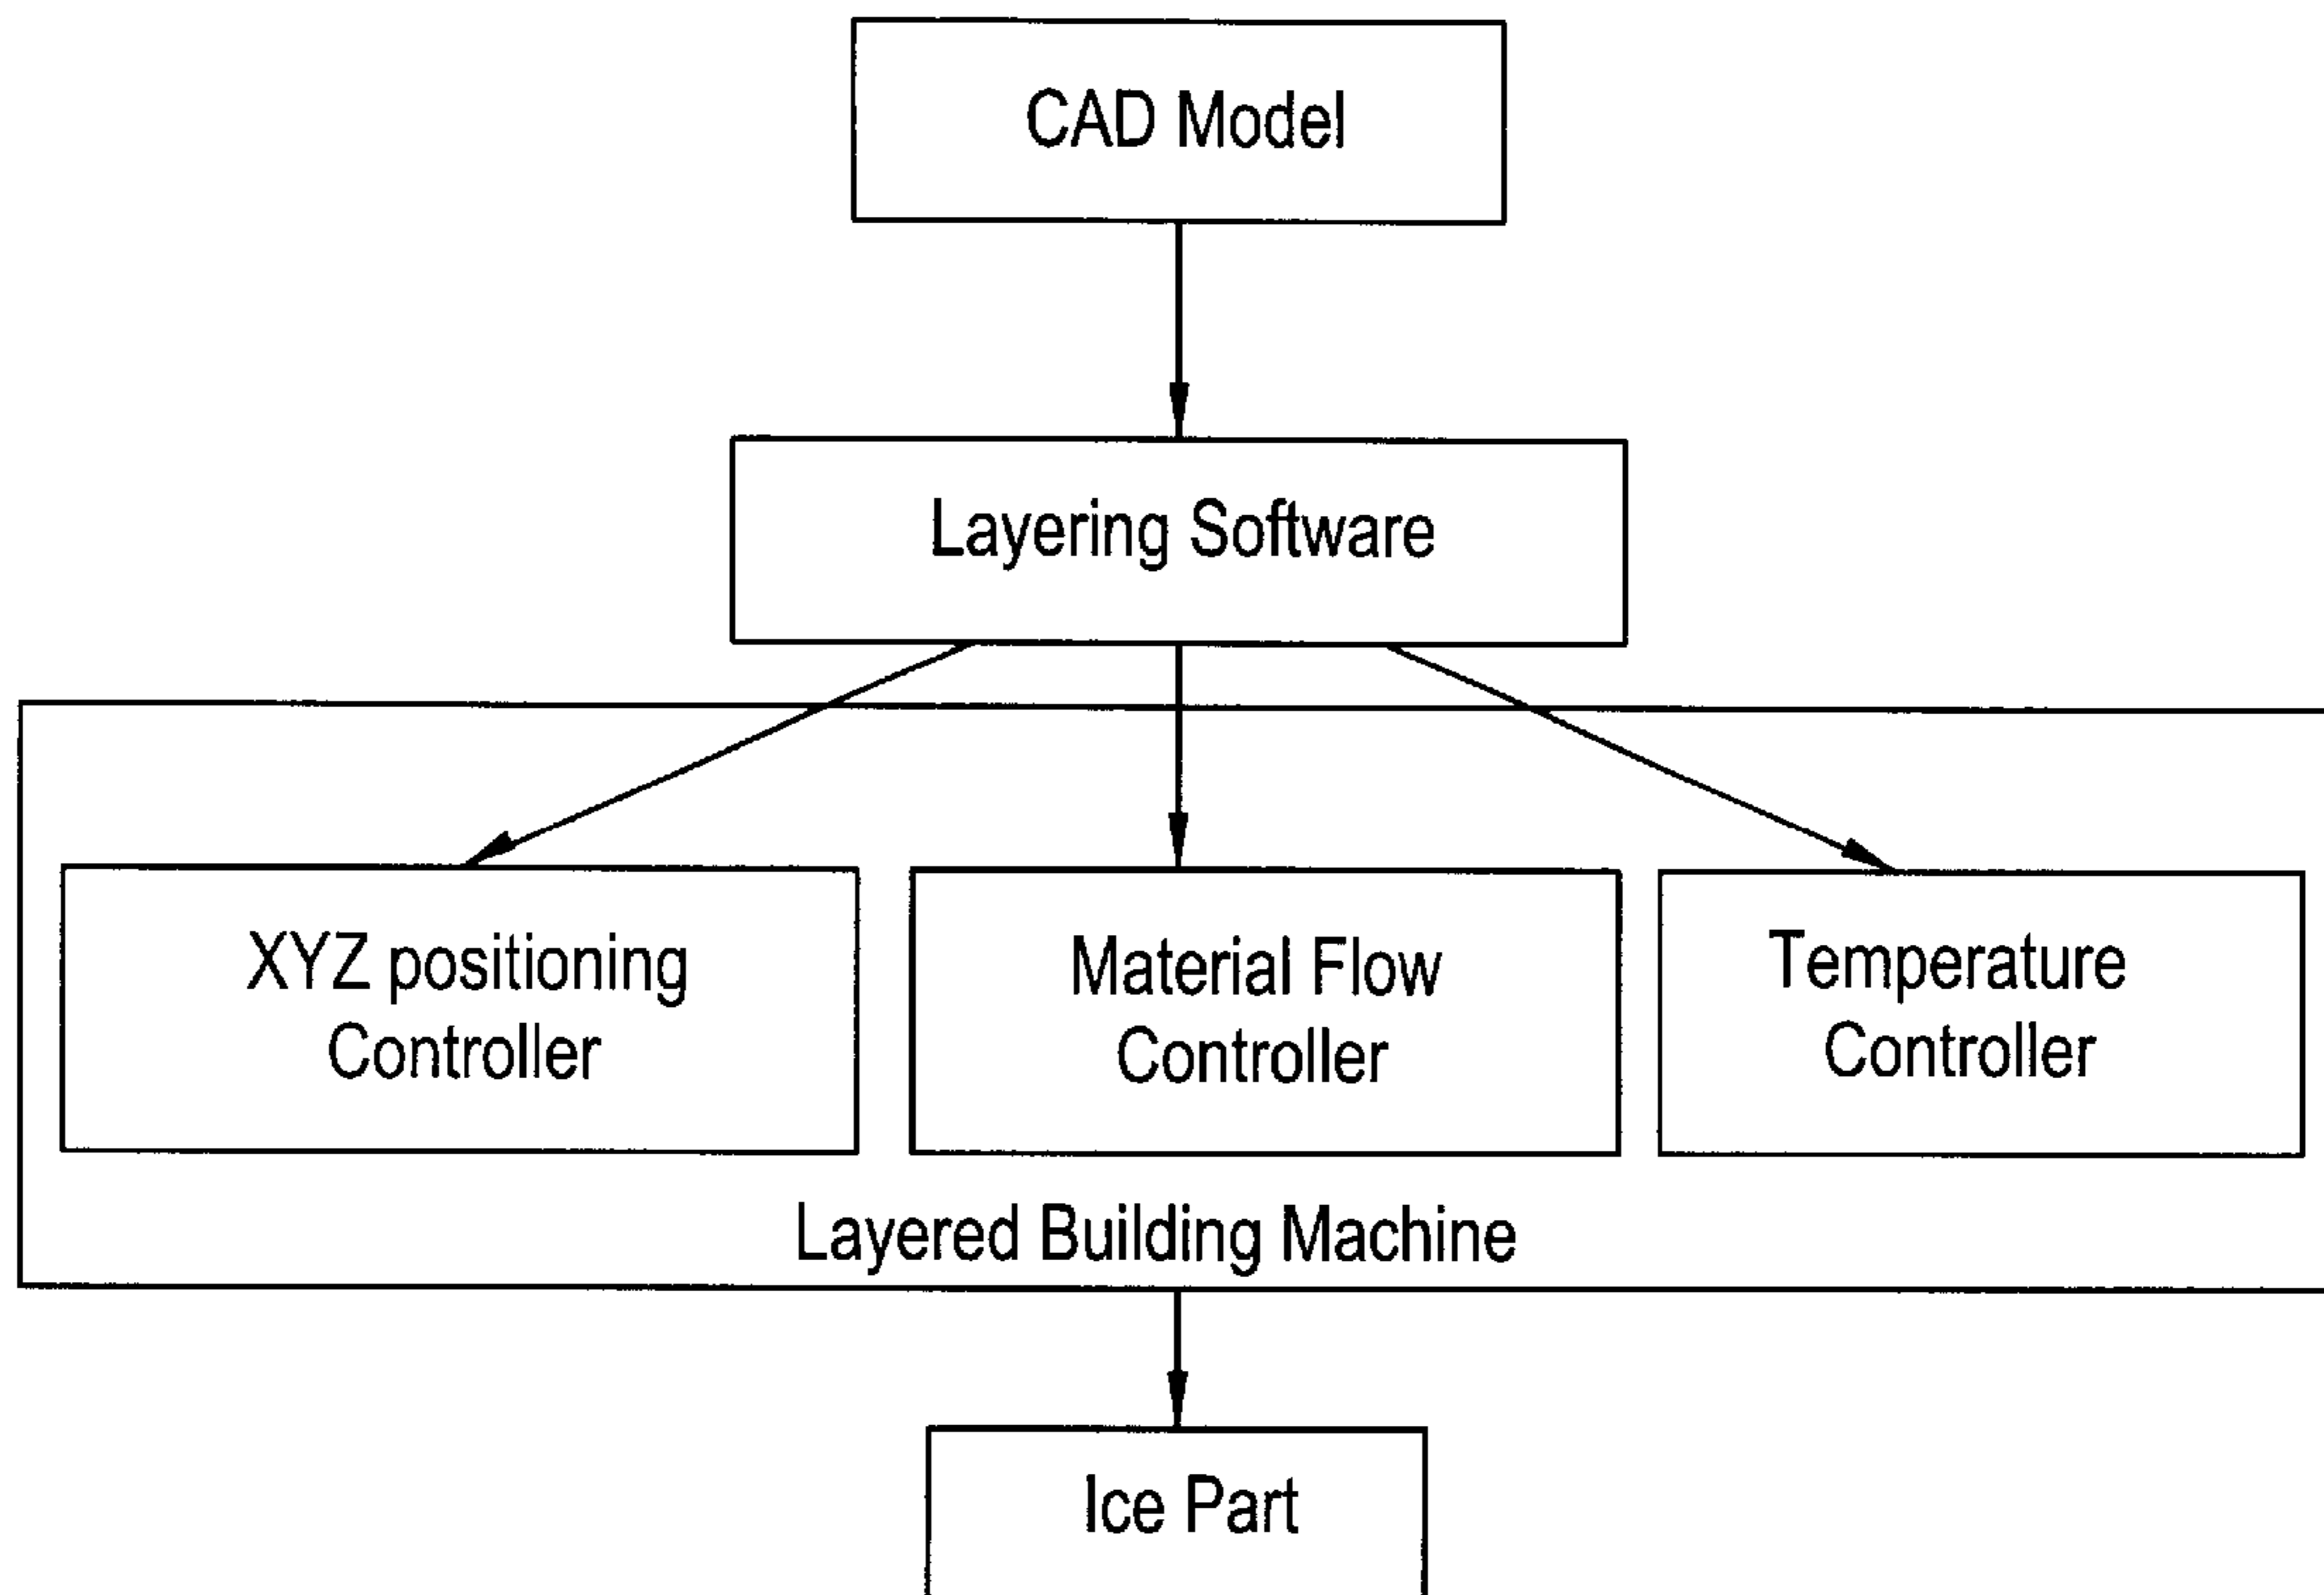 CAD Model
Layering Software
XYZ positioning
Controller
Material Flow
Controller
Temperature
Controller
Layered Building Machine
Ice Part